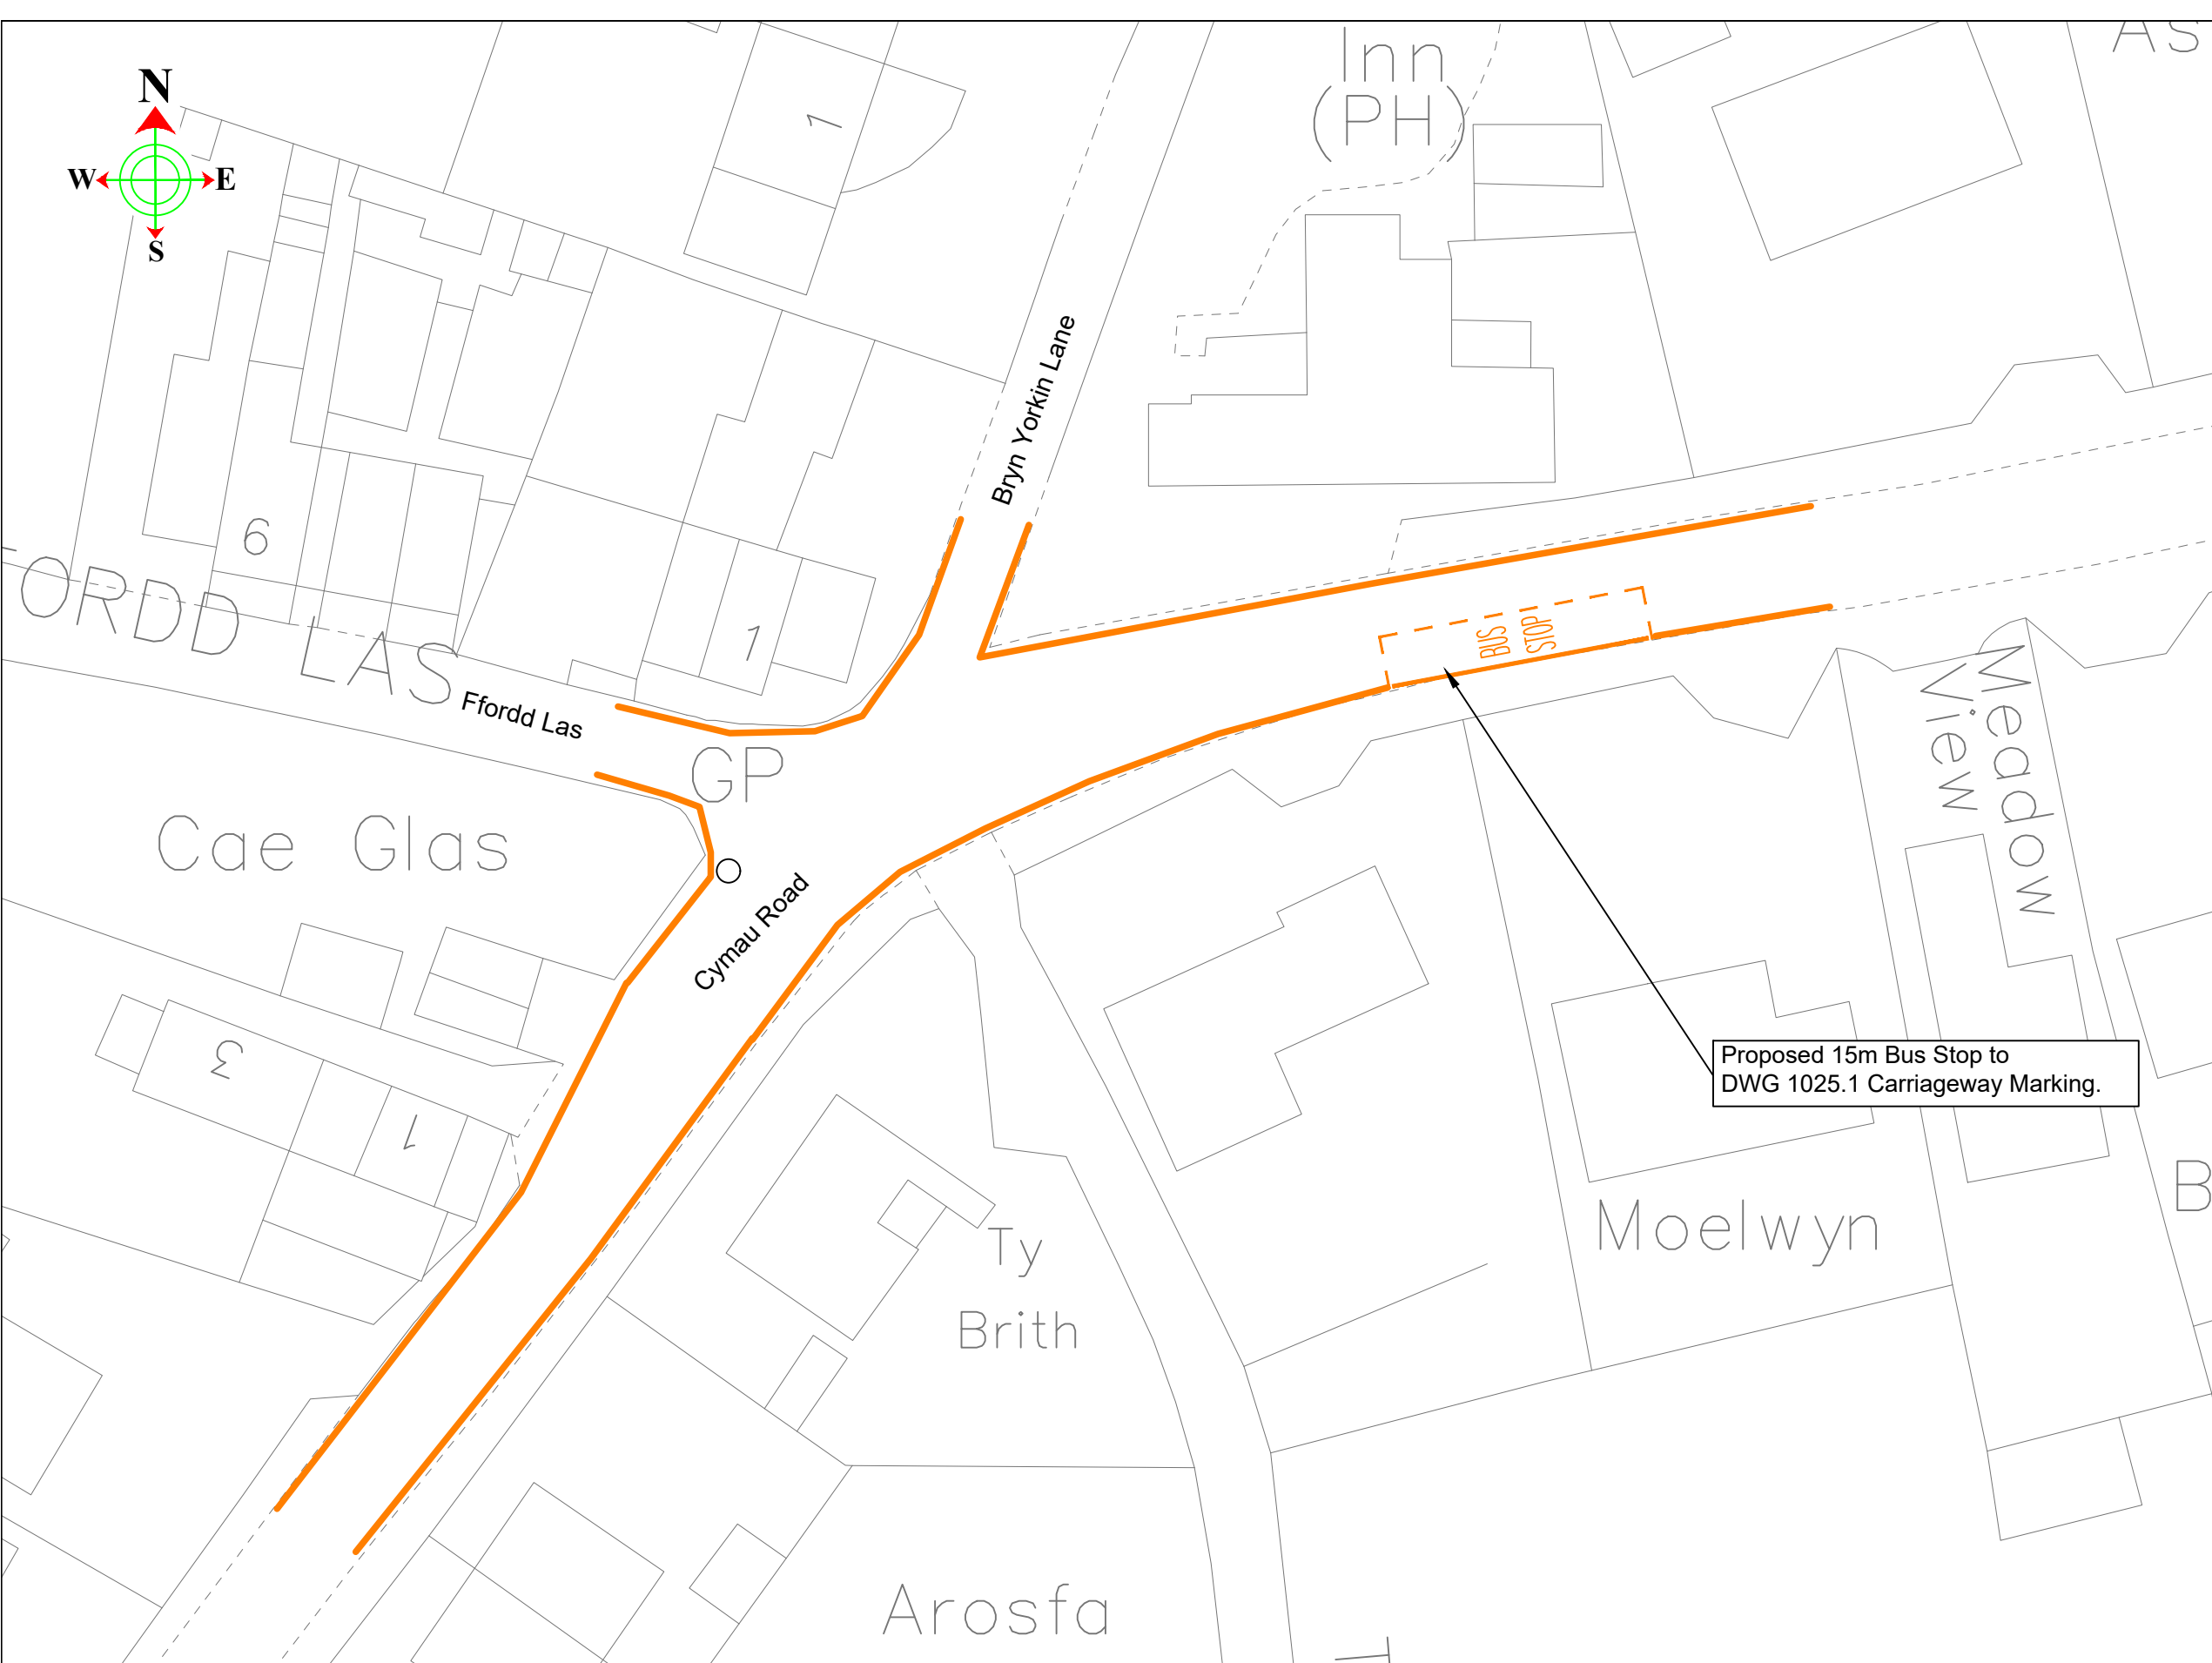 N
W
E
S
Inn
(PH)
As
1
Bryn Yorkin Lane
6
ORDD LAS
1
Ffordd Las
GP
BUS
STOP
Meadow
View
Cae Glas
Cymau Road
3
1
Proposed 15m Bus Stop to
DWG 1025.1 Carriageway Marking.
Moelwyn
B
Ty
Brith
Arosfa